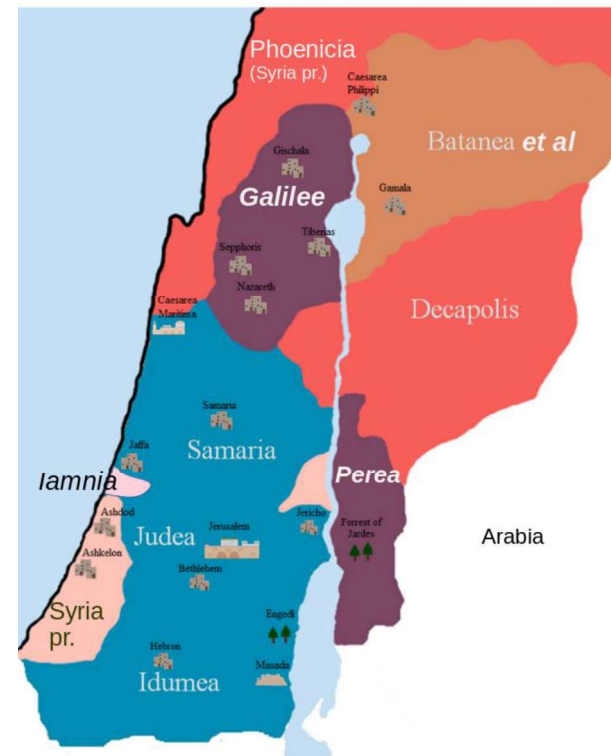 Phoenicia
(Syria pr.)
Caesarea
Philippi
Batanea et al
Gischala
Galilee
Gamala
Tiberias
Sepphoris
Nazareth
Caesarea
Maritima
Decapolis
Samaria
Samaria
Jaffa
Iamnia
Perea
Ashdod
Jericho
Judea
Jerusalem
Forrest of
Jardes
Arabia
Ashkelon
Bethlehem
Syria
pr.
Engedi
Hebron
Masada
Idumea